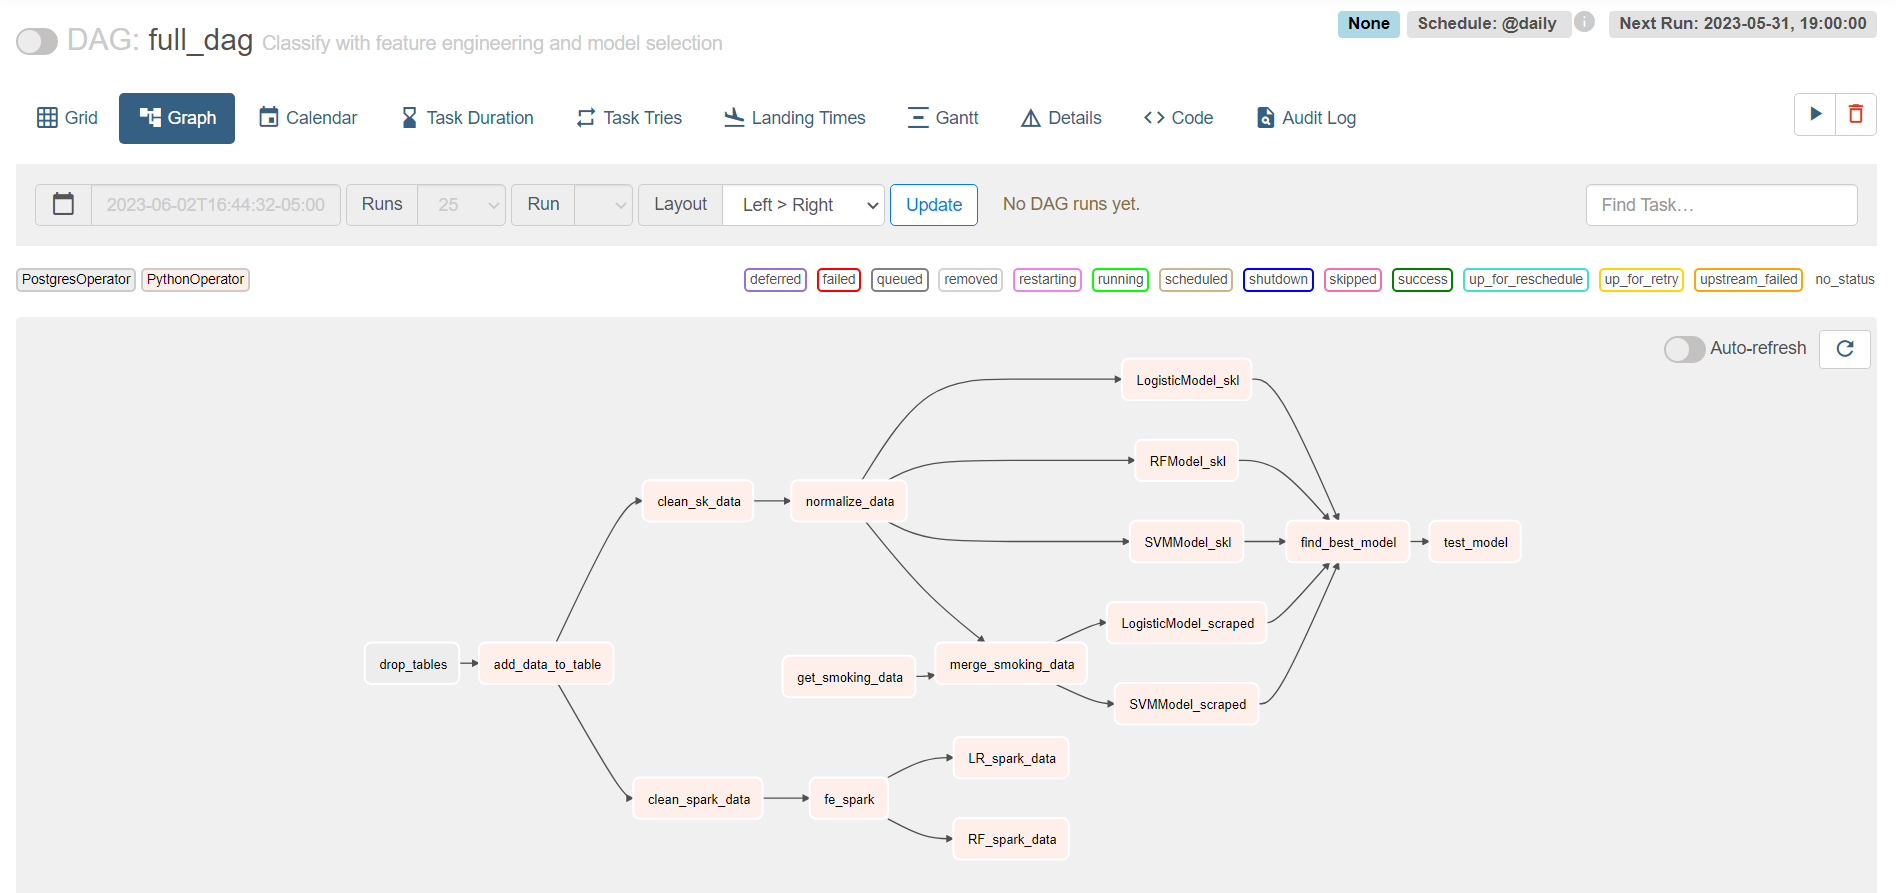 DAG: full_dag Classify with feature engineering and model selection
None
Schedule: @daily
i
Next Run: 2023-05-31, 19:00:00
Grid
Graph
Calendar
Task Duration
Task Tries
Landing Times
Gantt
Details
<> Code
Audit Log
2023-06-02T16:44:32-05:00
Runs
25
Run
Layout
Left > Right
Update
No DAG runs yet.
Find Task…
PostgresOperator
PythonOperator
deferred
failed
queued
removed
restarting
running
scheduled
shutdown
skipped
success
up_for_reschedule
up_for_retry
upstream_failed
no_status
Auto-refresh
LogisticModel_skl
RFModel_skl
clean_sk_data
normalize_data
SVMModel_skl
find_best_model
test_model
LogisticModel_scraped
drop_tables
add_data_to_table
get_smoking_data
merge_smoking_data
SVMModel_scraped
LR_spark_data
clean_spark_data
fe_spark
RF_spark_data